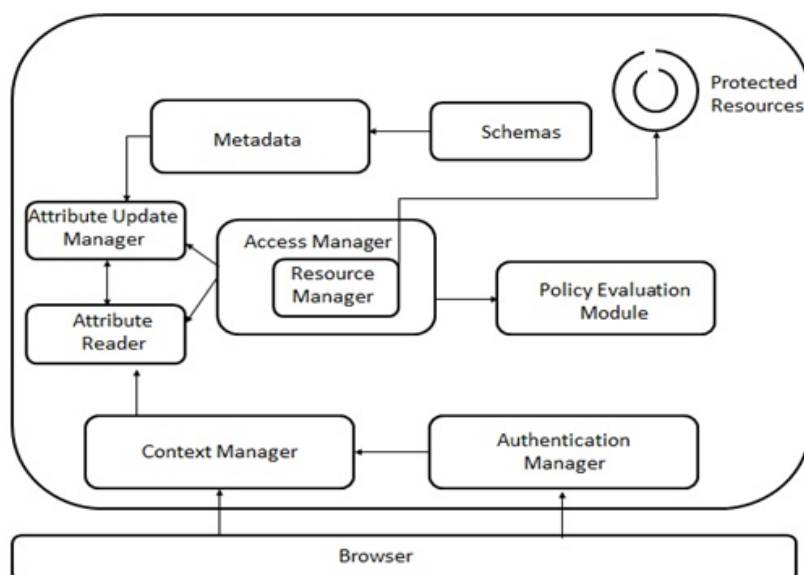 Protected
Resources
Metadata
Schemas
Attribute Update
Manager
Access Manager
Resource
Manager
Policy Evaluation
Module
Attribute
Reader
Context Manager
Authentication
Manager
Browser